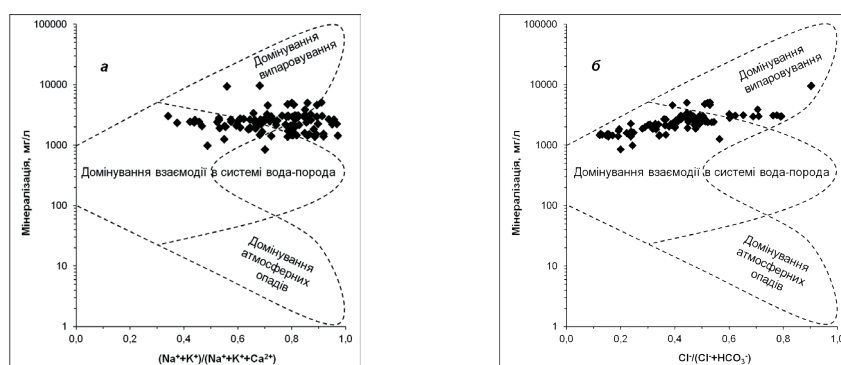 100000
а
Домінування
випаровування
10000
1000
Домінування взаємодії в системі вода-порода
100
Домінування
атмосферних
опадів
10
1
0,0 0,2 0,4 0,6 0,8 1,0
Мінералізація, мг/л
(Na⁺+K⁺)/(Na⁺+K⁺+Ca²⁺)
100000
б
Домінування
випаровування
10000
1000
Домінування взаємодії в системі вода-порода
100
Домінування
атмосферних
опадів
10
1
0,0 0,2 0,4 0,6 0,8 1,0
Мінералізація, мг/л
Cl⁻/(Cl⁻+HCO₃⁻)